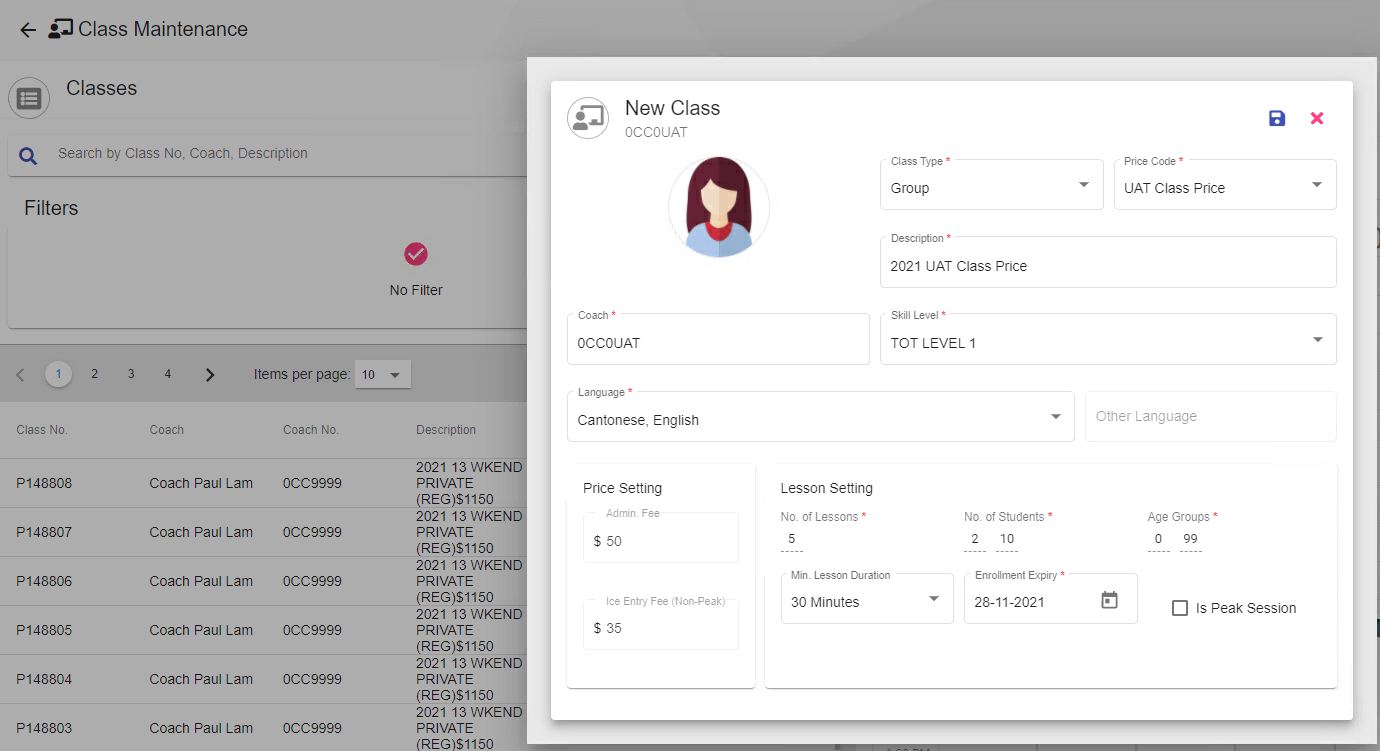 Class Maintenance
Classes
Search by Class No, Coach, Description
Filters
No Filter
1 2 3 4 Items per page: 10
Class No. Coach Coach No. Description
P148808 Coach Paul Lam 0CC9999 2021 13 WKEND
PRIVATE
(REG)$1150
P148807 Coach Paul Lam 0CC9999 2021 13 WKEND
PRIVATE
(REG)$1150
P148806 Coach Paul Lam 0CC9999 2021 13 WKEND
PRIVATE
(REG)$1150
P148805 Coach Paul Lam 0CC9999 2021 13 WKEND
PRIVATE
(REG)$1150
P148804 Coach Paul Lam 0CC9999 2021 13 WKEND
PRIVATE
(REG)$1150
P148803 Coach Paul Lam 0CC9999 2021 13 WKEND
PRIVATE
(REG)$1150
New Class
0CC0UAT
Class Type * Price Code *
Group UAT Class Price
Description *
2021 UAT Class Price
Coach * Skill Level *
0CC0UAT TOT LEVEL 1
Language *
Cantonese, English Other Language
Price Setting
Admin. Fee
$ 50
Ice Entry Fee (Non-Peak)
$ 35
Lesson Setting
No. of Lessons * No. of Students * Age Groups *
5 2 10 0 99
Min. Lesson Duration Enrollment Expiry *
30 Minutes 28-11-2021 Is Peak Session